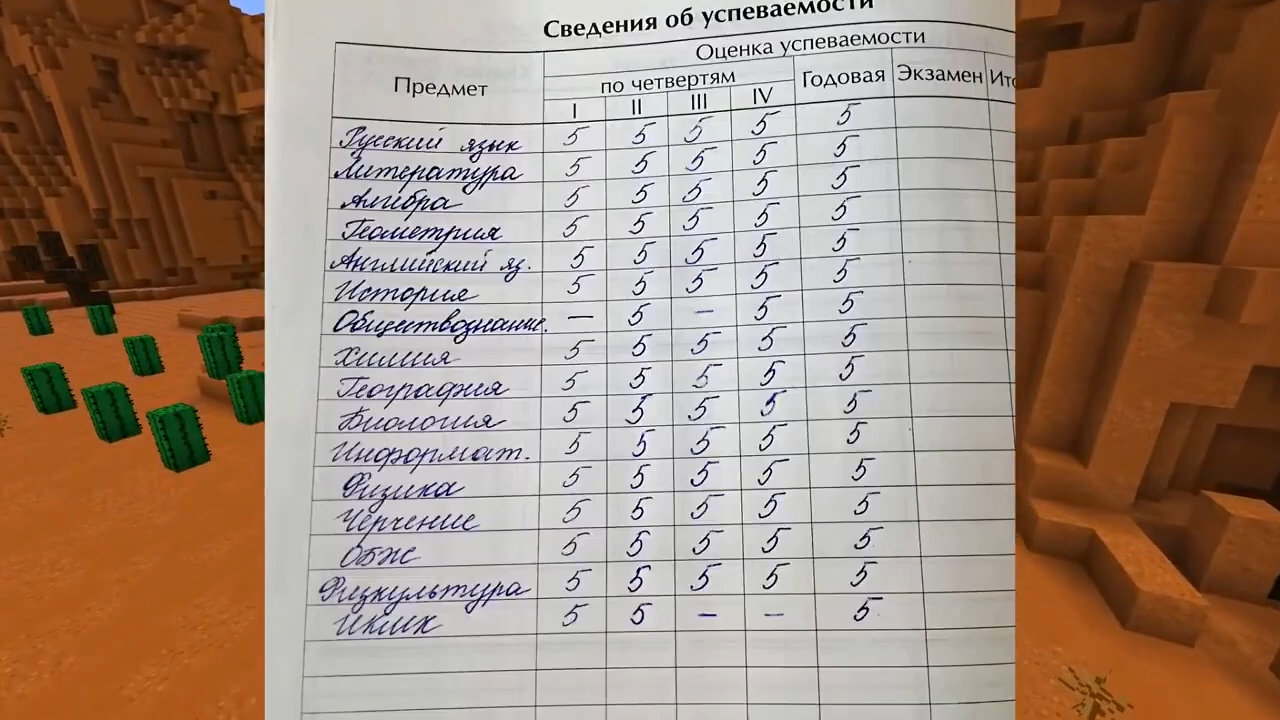 Сведения об успеваемости
Предмет Оценка успеваемости
по четвертям Годовая Экзамен Ито
I II III IV
Русский язык 5 5 5 5 5
Литература 5 5 5 5 5
Алгебра 5 5 5 5 5
Геометрия 5 5 5 5 5
Английский яз. 5 5 5 5 5
История 5 5 5 5 5
Обществознание. — 5 — 5 5
Химия 5 5 5 5 5
География 5 5 5 5 5
Биология 5 5 5 5 5
Информат. 5 5 5 5 5
Физика 5 5 5 5 5
Черчение 5 5 5 5 5
ОБЖ 5 5 5 5 5
Физкультура 5 5 5 5 5
ИКМК 5 5 — — 5